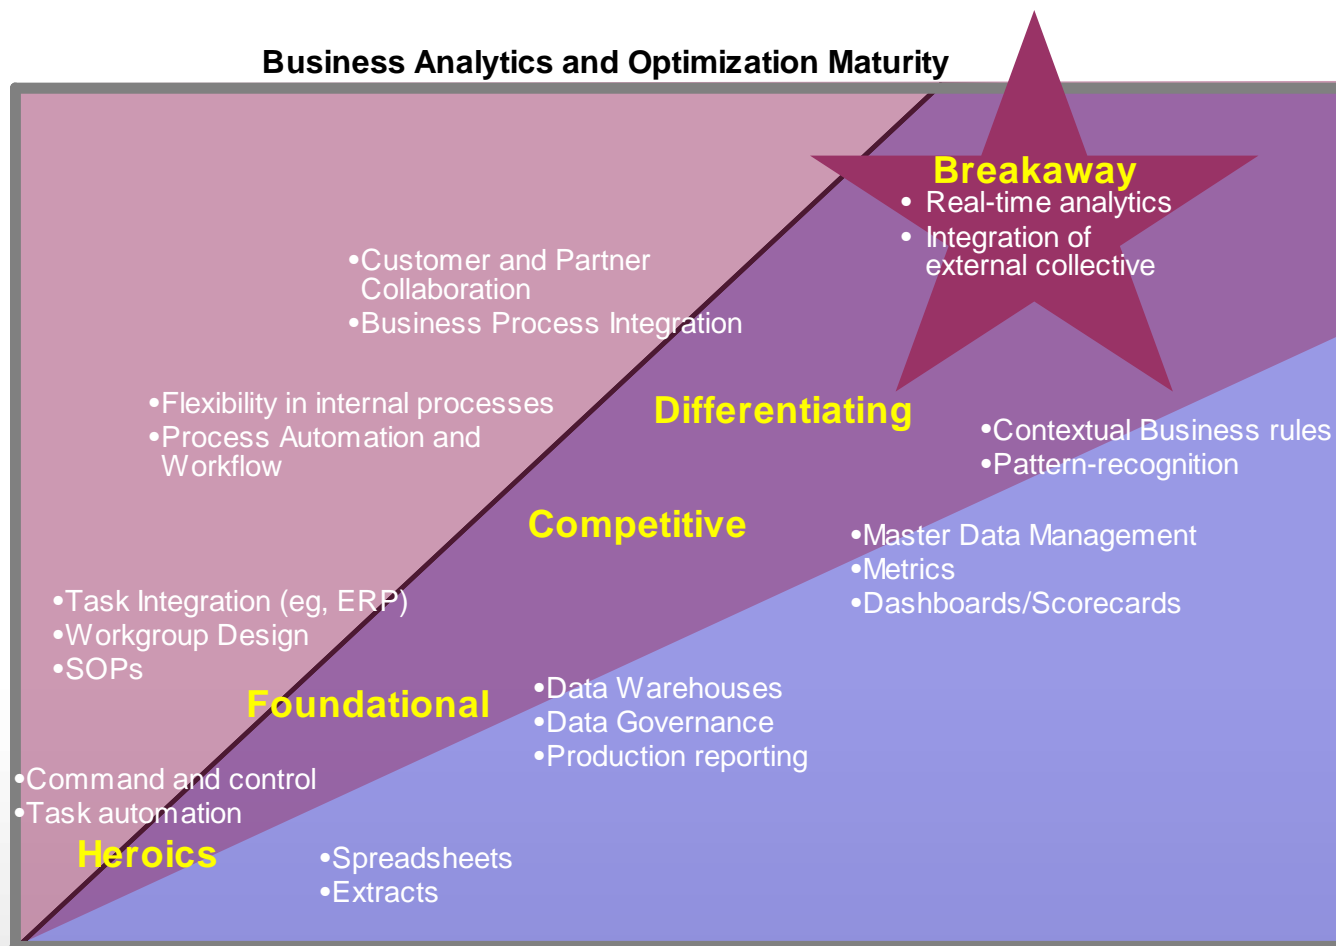 Business Analytics and Optimization Maturity
Breakaway
• Real-time analytics
• Integration of
external collective
•Customer and Partner
Collaboration
•Business Process Integration
•Flexibility in internal processes
•Process Automation and
Workflow
Differentiating
•Contextual Business rules
•Pattern-recognition
Competitive
•Master Data Management
•Metrics
•Dashboards/Scorecards
•Task Integration (eg, ERP)
•Workgroup Design
•SOPs
Foundational
•Data Warehouses
•Data Governance
•Production reporting
•Command and control
•Task automation
Heroics
•Spreadsheets
•Extracts